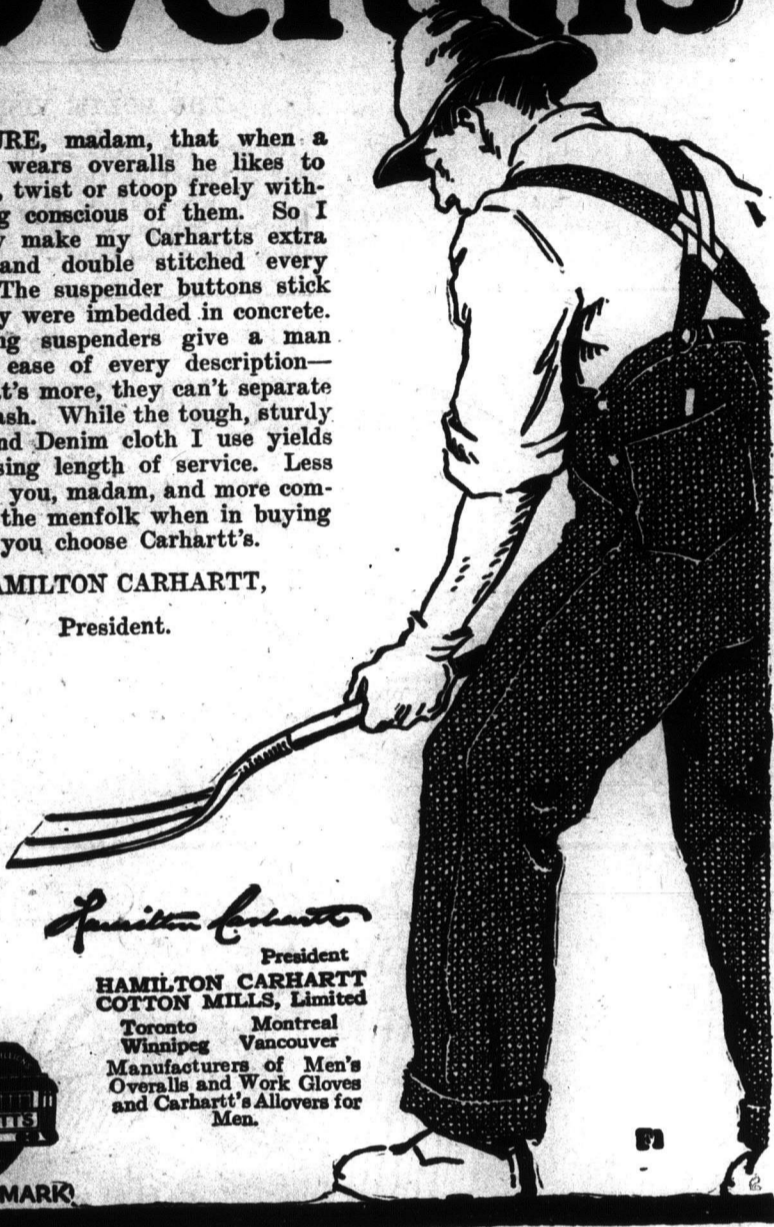 overalls
URE, madam, that when a
wears overalls he likes to
, twist or stoop freely with-
g conscious of them. So I
y make my Carhartts extra
and double stitched every
The suspender buttons stick
y were imbedded in concrete.
ng suspenders give a man
ease of every description—
t's more, they can't separate
ash. While the tough, sturdy
nd Denim cloth I use yields
sing length of service. Less
you, madam, and more com-
the menfolk when in buying
you choose Carhartt's.
AMILTON CARHARTT,
President.
Hamilton Carhartt
President
HAMILTON CARHARTT
COTTON MILLS, Limited
Toronto Montreal
Winnipeg Vancouver
Manufacturers of Men's
Overalls and Work Gloves
and Carhartt's Allovers for
Men.
TTS
MARK